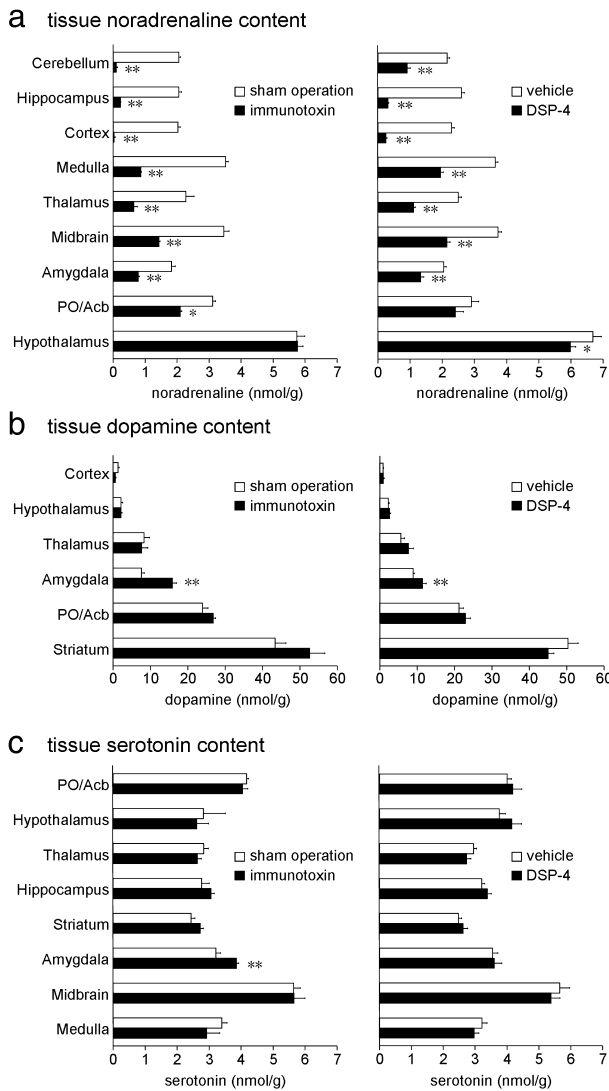 a tissue noradrenaline content
Cerebellum
Hippocampus
Cortex
Medulla
Thalamus
Midbrain
Amygdala
PO/Acb
Hypothalamus
sham operation
immunotoxin
** ** ** ** ** ** ** *
0 1 2 3 4 5 6 7
noradrenaline (nmol/g)
vehicle
DSP-4
** ** ** ** ** ** ** *
0 1 2 3 4 5 6 7
noradrenaline (nmol/g)
b tissue dopamine content
Cortex
Hypothalamus
Thalamus
Amygdala
PO/Acb
Striatum
sham operation
immunotoxin
**
0 10 20 30 40 50 60
dopamine (nmol/g)
vehicle
DSP-4
**
0 10 20 30 40 50 60
dopamine (nmol/g)
c tissue serotonin content
PO/Acb
Hypothalamus
Thalamus
Hippocampus
Striatum
Amygdala
Midbrain
Medulla
sham operation
immunotoxin
**
0 1 2 3 4 5 6 7
serotonin (nmol/g)
vehicle
DSP-4
0 1 2 3 4 5 6 7
serotonin (nmol/g)